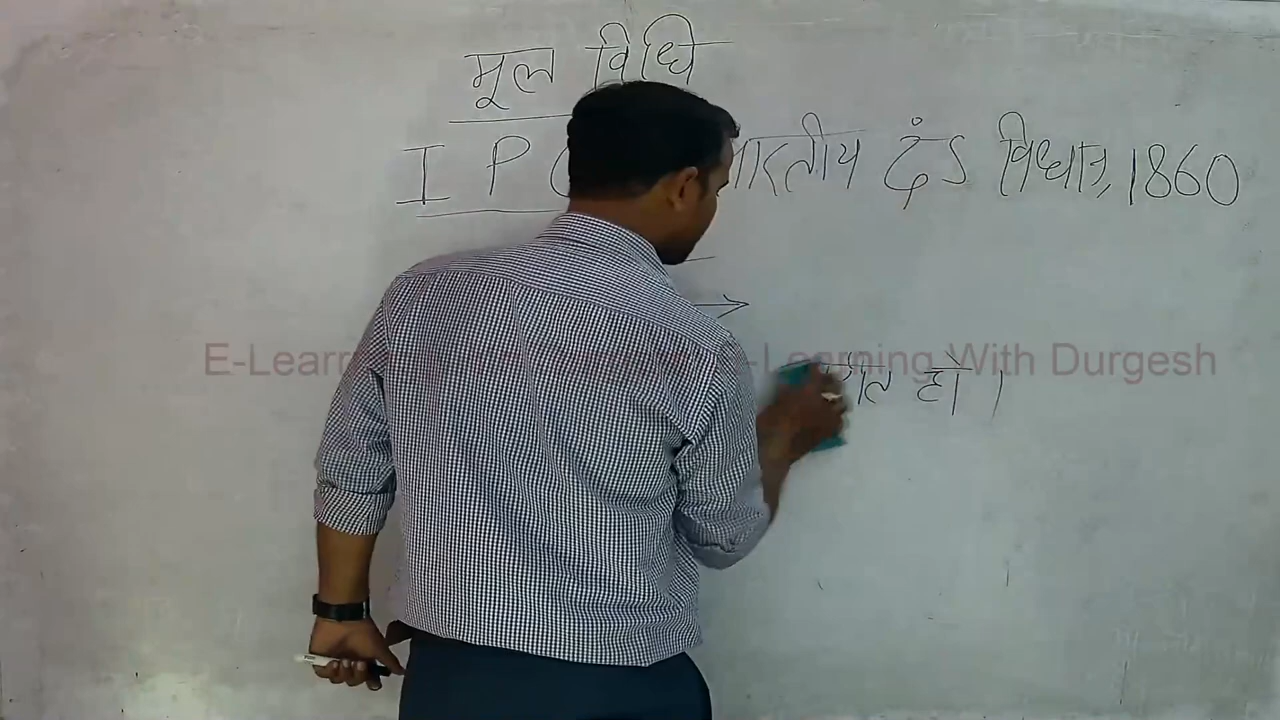 मूल विधि
I P C भारतीय दंड विधान, 1860
→
हो ।
E-Learning With Durgesh